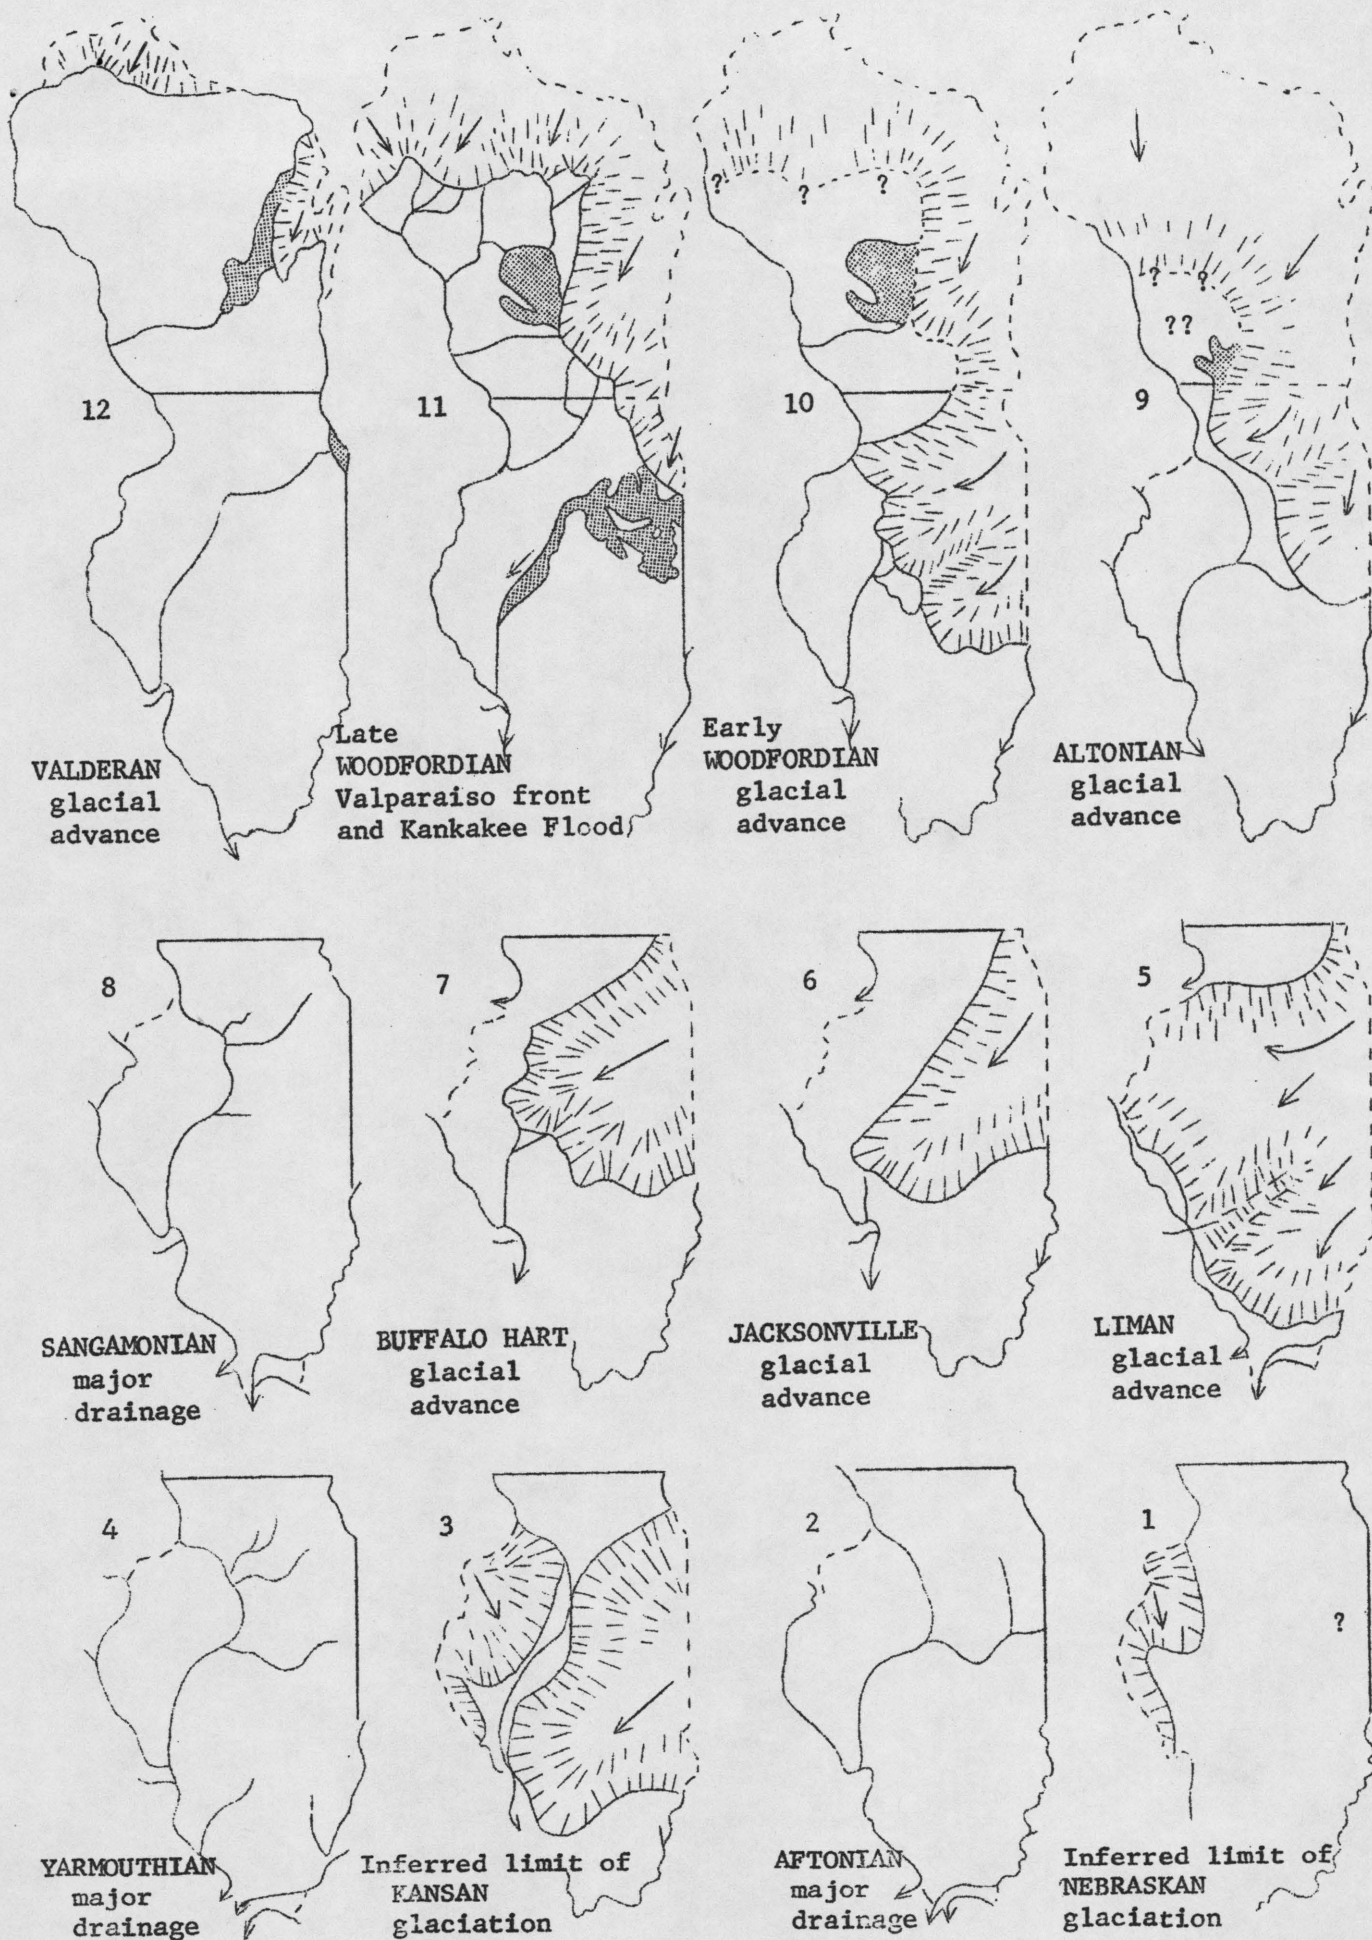 12
11
10
9
?
?
?
?
?
??
VALDERAN
glacial
advance
Late
WOODFORDIAN
Valparaiso front
and Kankakee Flood
Early
WOODFORDIAN
glacial
advance
ALTONIAN
glacial
advance
8
7
6
5
SANGAMONIAN
major
drainage
BUFFALO HART
glacial
advance
JACKSONVILLE
glacial
advance
LIMAN
glacial
advance
4
3
2
1
?
YARMOUTHIAN
major
drainage
Inferred limit of
KANSAN
glaciation
AFTONIAN
major
drainage
Inferred limit of
NEBRASKAN
glaciation